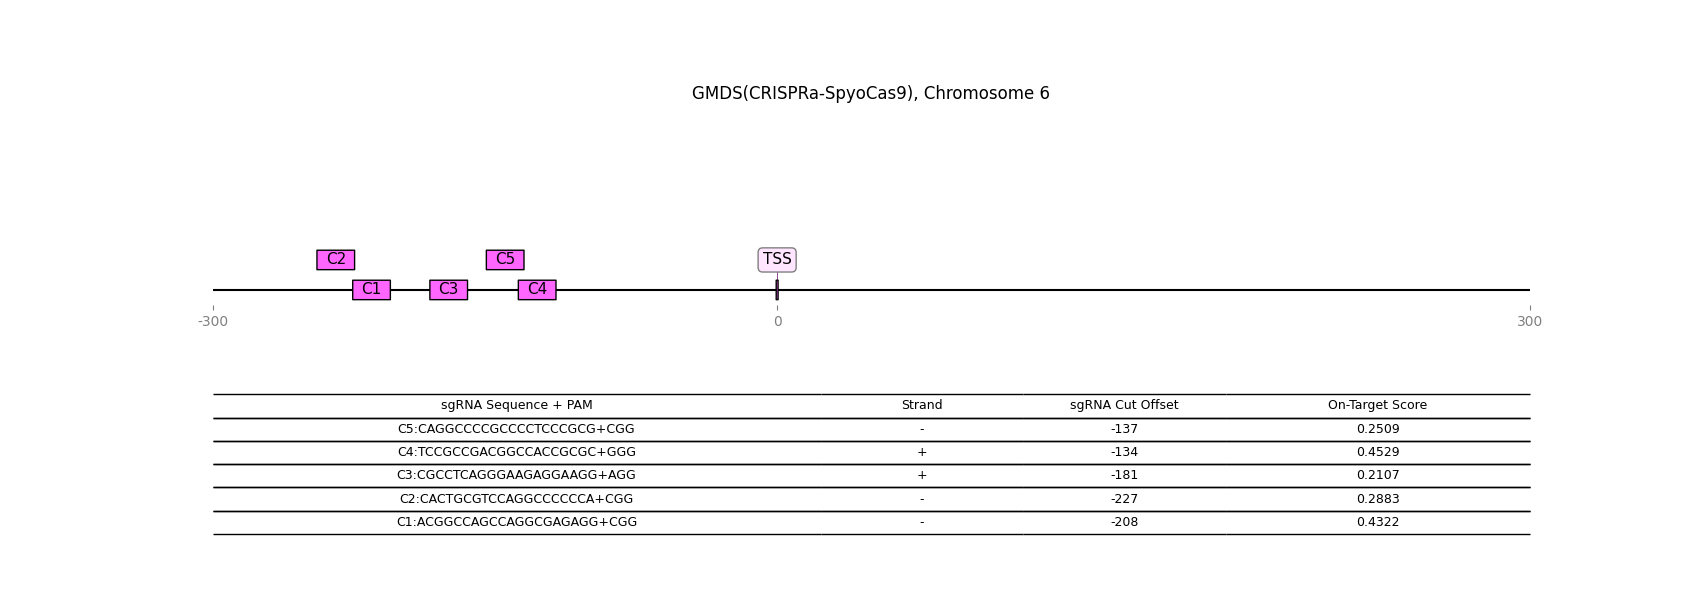 GMDS(CRISPRa-SpyoCas9), Chromosome 6
C2 C5 TSS
C1 C3 C4
-300 0 300
sgRNA Sequence + PAM Strand sgRNA Cut Offset On-Target Score
C5:CAGGCCCCGCCCCTCCCGCG+CGG - -137 0.2509
C4:TCCGCCGACGGCCACCGCGC+GGG + -134 0.4529
C3:CGCCTCAGGGAAGAGGAAGG+AGG + -181 0.2107
C2:CACTGCGTCCAGGCCCCCCA+CGG - -227 0.2883
C1:ACGGCCAGCCAGGCGAGAGG+CGG - -208 0.4322